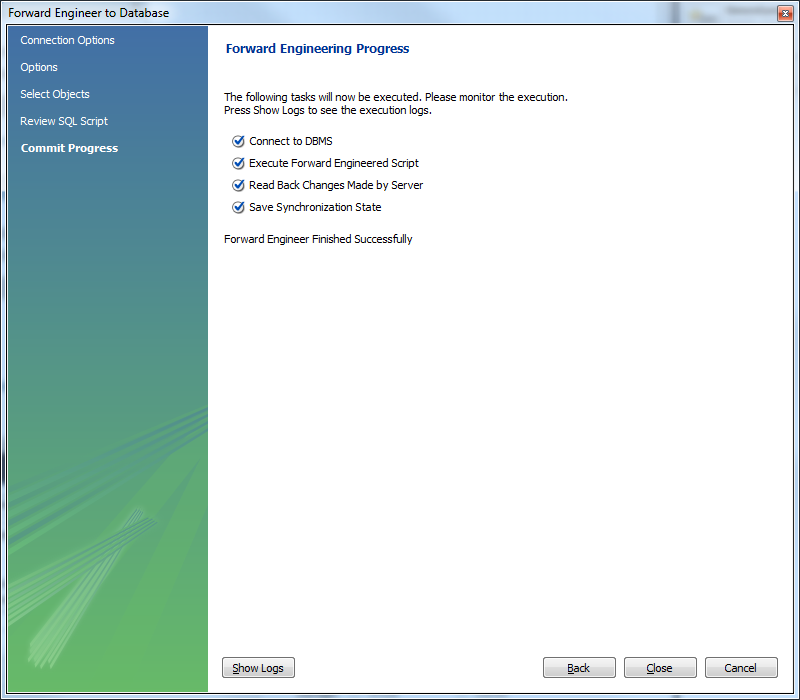 Forward Engineer to Database
Connection Options
Options
Select Objects
Review SQL Script
Commit Progress
Forward Engineering Progress
The following tasks will now be executed. Please monitor the execution.
Press Show Logs to see the execution logs.
Connect to DBMS
Execute Forward Engineered Script
Read Back Changes Made by Server
Save Synchronization State
Forward Engineer Finished Successfully
Show Logs
Back
Close
Cancel